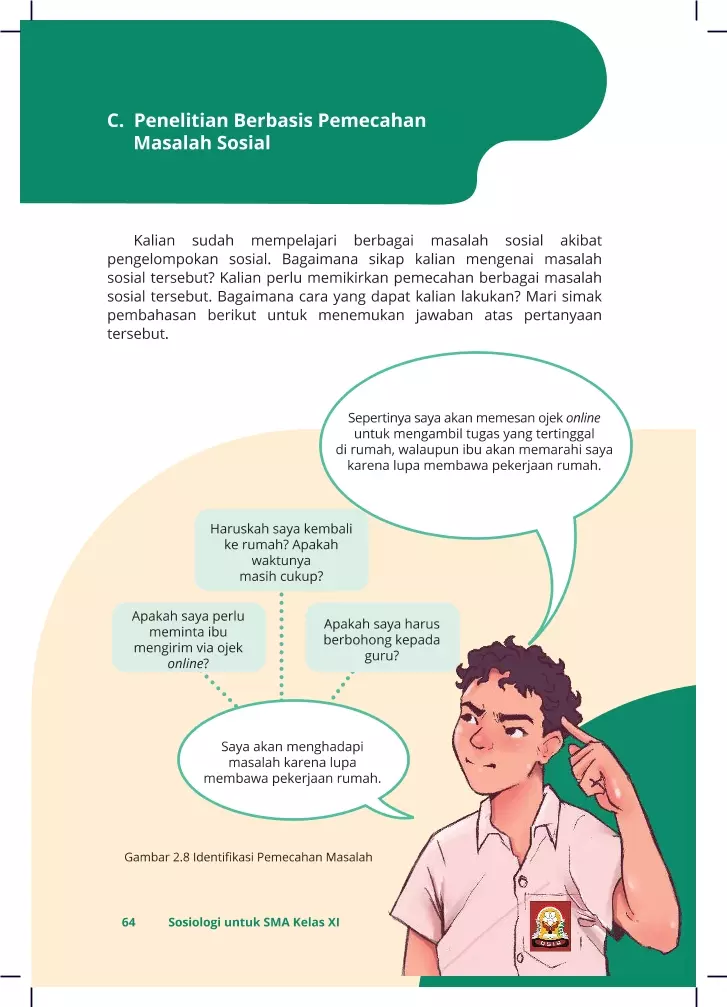 C. Penelitian Berbasis Pemecahan
Masalah Sosial
Kalian sudah mempelajari berbagai masalah sosial akibat
pengelompokan sosial. Bagaimana sikap kalian mengenai masalah
sosial tersebut? Kalian perlu memikirkan pemecahan berbagai masalah
sosial tersebut. Bagaimana cara yang dapat kalian lakukan? Mari simak
pembahasan berikut untuk menemukan jawaban atas pertanyaan
tersebut.
Sepertinya saya akan memesan ojek online
untuk mengambil tugas yang tertinggal
di rumah, walaupun ibu akan memarahi saya
karena lupa membawa pekerjaan rumah.
Haruskah saya kembali
ke rumah? Apakah
waktunya
masih cukup?
Apakah saya perlu
meminta ibu
mengirim via ojek
online?
Apakah saya harus
berbohong kepada
guru?
Saya akan menghadapi
masalah karena lupa
membawa pekerjaan rumah.
Gambar 2.8 Identifikasi Pemecahan Masalah
OSIS
64 Sosiologi untuk SMA Kelas XI